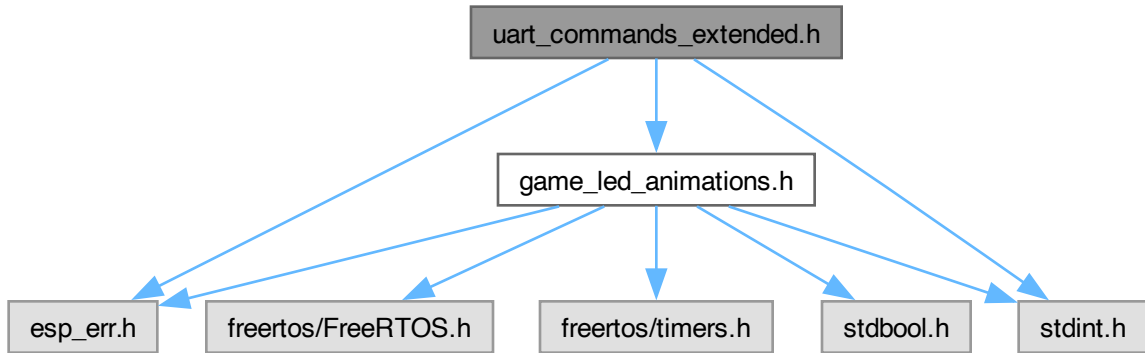 uart_commands_extended.h
game_led_animations.h
esp_err.h
freertos/FreeRTOS.h
freertos/timers.h
stdbool.h
stdint.h